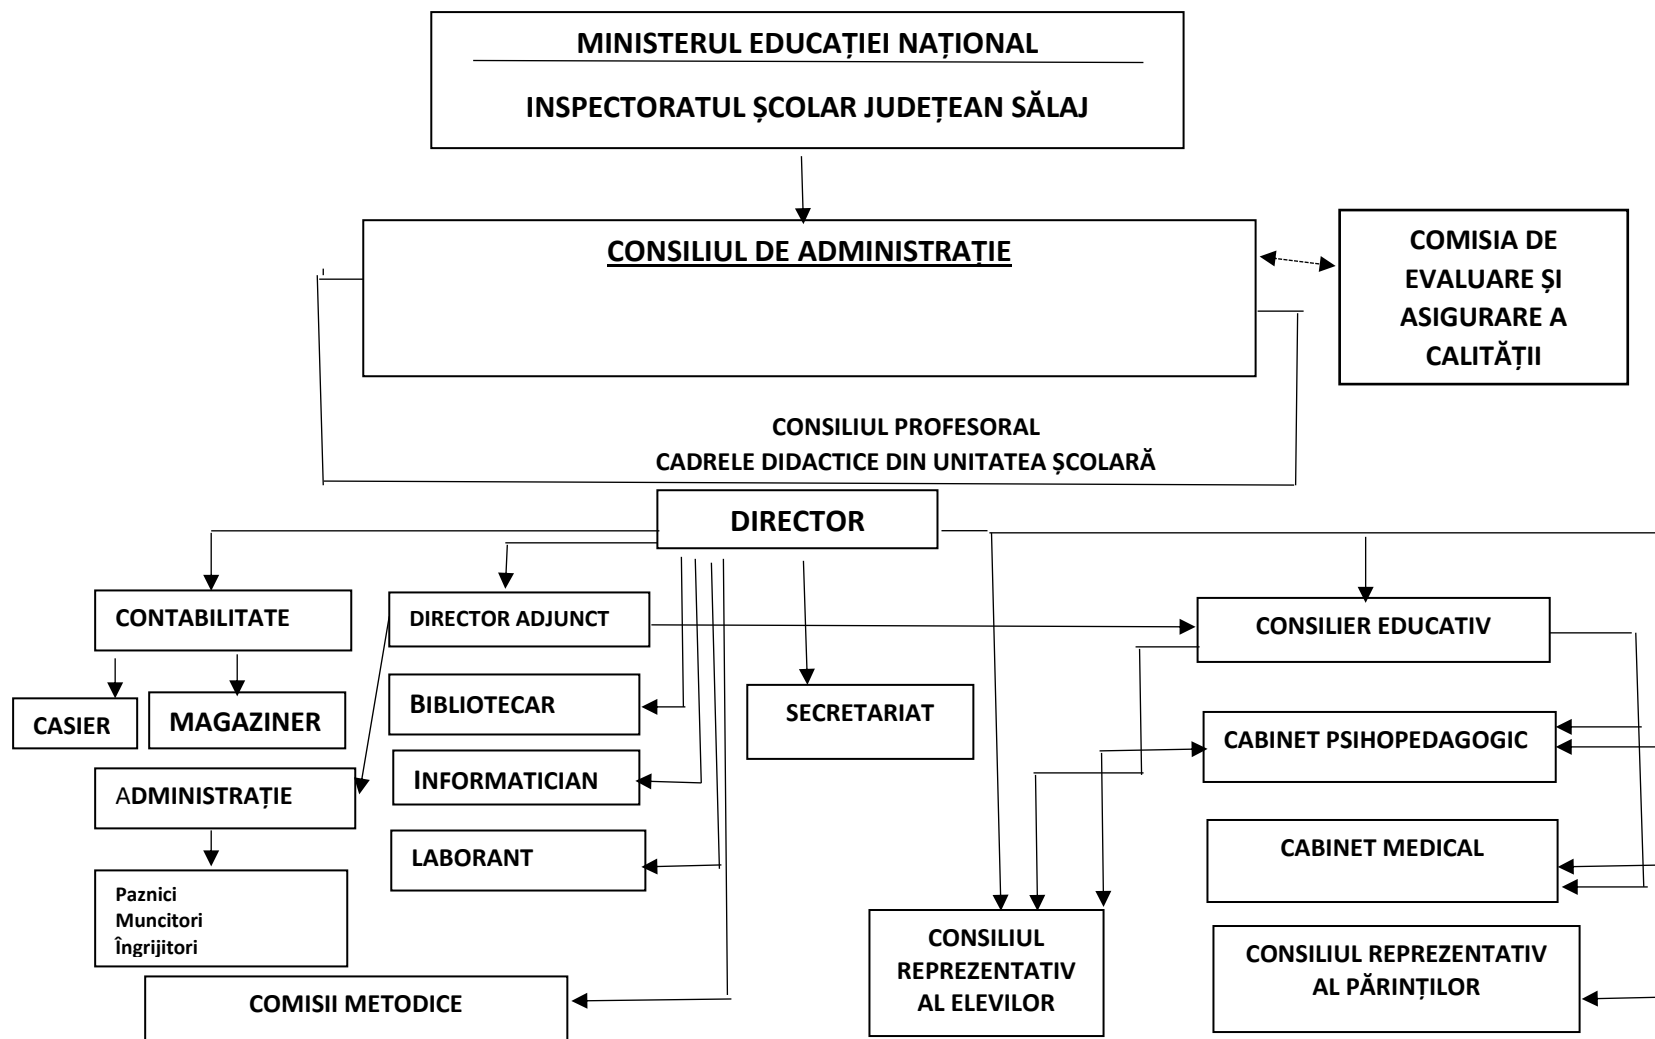 MINISTERUL EDUCAȚIEI NAȚIONAL
INSPECTORATUL ȘCOLAR JUDEȚEAN SĂLAJ
CONSILIUL DE ADMINISTRAȚIE
COMISIA DE
EVALUARE ȘI
ASIGURARE A
CALITĂȚII
CONSILIUL PROFESORAL
CADRELE DIDACTICE DIN UNITATEA ȘCOLARĂ
DIRECTOR
CONTABILITATE
DIRECTOR ADJUNCT
CONSILIER EDUCATIV
CASIER
MAGAZINER
BIBLIOTECAR
SECRETARIAT
CABINET PSIHOPEDAGOGIC
ADMINISTRAȚIE
INFORMATICIAN
LABORANT
CABINET MEDICAL
Paznici
Muncitori
Îngrijitori
CONSILIUL
REPREZENTATIV
AL ELEVILOR
CONSILIUL REPREZENTATIV
AL PĂRINȚILOR
COMISII METODICE